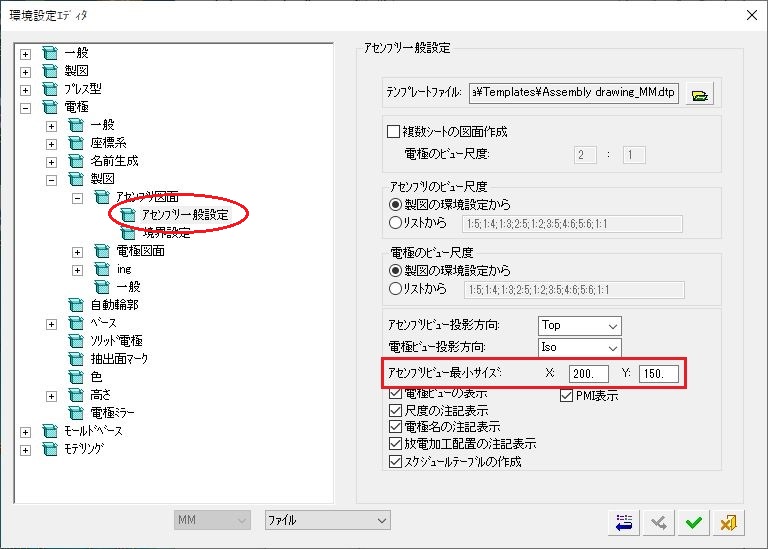 環境設定ｴﾃﾞｨﾀ
一般
製図
ﾌﾟﾚｽ型
電極
一般
座標系
名前生成
製図
ｱｾﾝﾌﾞﾘ図面
ｱｾﾝﾌﾞﾘ一般設定
境界設定
電極図面
ing
一般
自動輪郭
ﾍﾞｰｽ
ｿﾘｯﾄﾞ電極
抽出面ﾏｰｸ
色
高さ
電極ﾐﾗｰ
ﾓｰﾙﾄﾞﾍﾞｰｽ
ﾓﾃﾞﾘﾝｸﾞ
MM
ﾌｧｲﾙ
ｱｾﾝﾌﾞﾘ一般設定
ﾃﾝﾌﾟﾚｰﾄﾌｧｲﾙ: a¥Templates¥Assembly drawing_MM.dtp
複数ｼｰﾄの図面作成
電極のﾋﾞｭｰ尺度: 2 : 1
ｱｾﾝﾌﾞﾘのﾋﾞｭｰ尺度
製図の環境設定から
ﾘｽﾄから 1:5;1:4;1:3;2:5;1:2;3:5;4:6;5:6;1:1
電極のﾋﾞｭｰ尺度
製図の環境設定から
ﾘｽﾄから 1:5;1:4;1:3;2:5;1:2;3:5;4:6;5:6;1:1
ｱｾﾝﾌﾞﾘﾋﾞｭｰ投影方向: Top
電極ﾋﾞｭｰ投影方向: Iso
ｱｾﾝﾌﾞﾘﾋﾞｭｰ最小ｻｲｽﾞ: X: 200. Y: 150.
電極ﾋﾞｭｰの表示 PMI表示
尺度の注記表示
電極名の注記表示
放電加工配置の注記表示
ｽｹｼﾞｭｰﾙﾃｰﾌﾞﾙの作成